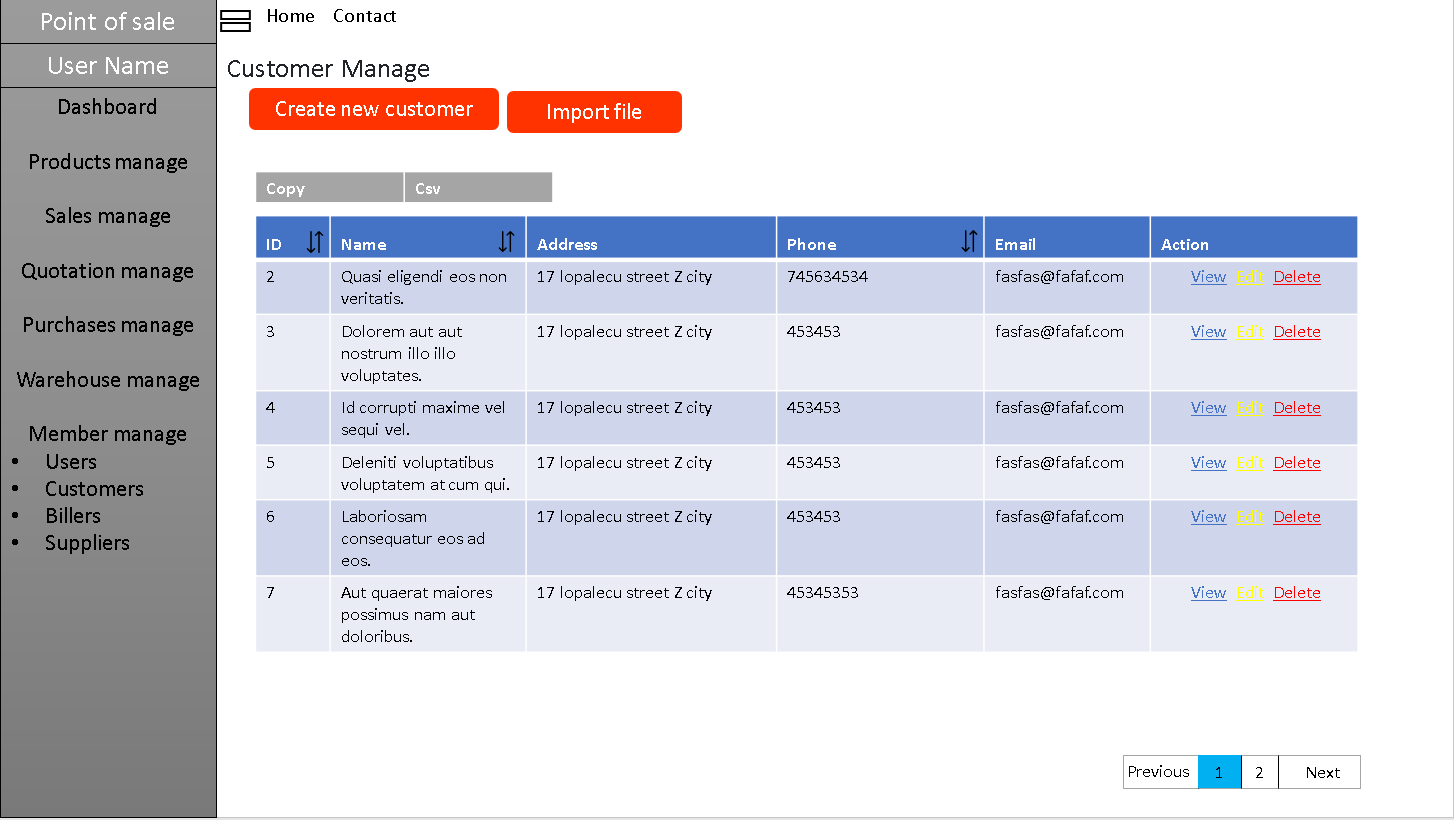 Point of sale
User Name
Dashboard
Products manage
Sales manage
Quotation manage
Purchases manage
Warehouse manage
Member manage
• Users
• Customers
• Billers
• Suppliers
Home Contact
Customer Manage
Create new customer Import file
Copy Csv
ID Name Address Phone Email Action
2 Quasi eligendi eos non 17 lopalecu street Z city 745634534 fasfas@fafaf.com View Edit Delete
veritatis.
3 Dolorem aut aut 17 lopalecu street Z city 453453 fasfas@fafaf.com View Edit Delete
nostrum illo illo
voluptates.
4 Id corrupti maxime vel 17 lopalecu street Z city 453453 fasfas@fafaf.com View Edit Delete
sequi vel.
5 Deleniti voluptatibus 17 lopalecu street Z city 453453 fasfas@fafaf.com View Edit Delete
voluptatem at cum qui.
6 Laboriosam 17 lopalecu street Z city 453453 fasfas@fafaf.com View Edit Delete
consequatur eos ad
eos.
7 Aut quaerat maiores 17 lopalecu street Z city 45345353 fasfas@fafaf.com View Edit Delete
possimus nam aut
doloribus.
Previous 1 2 Next